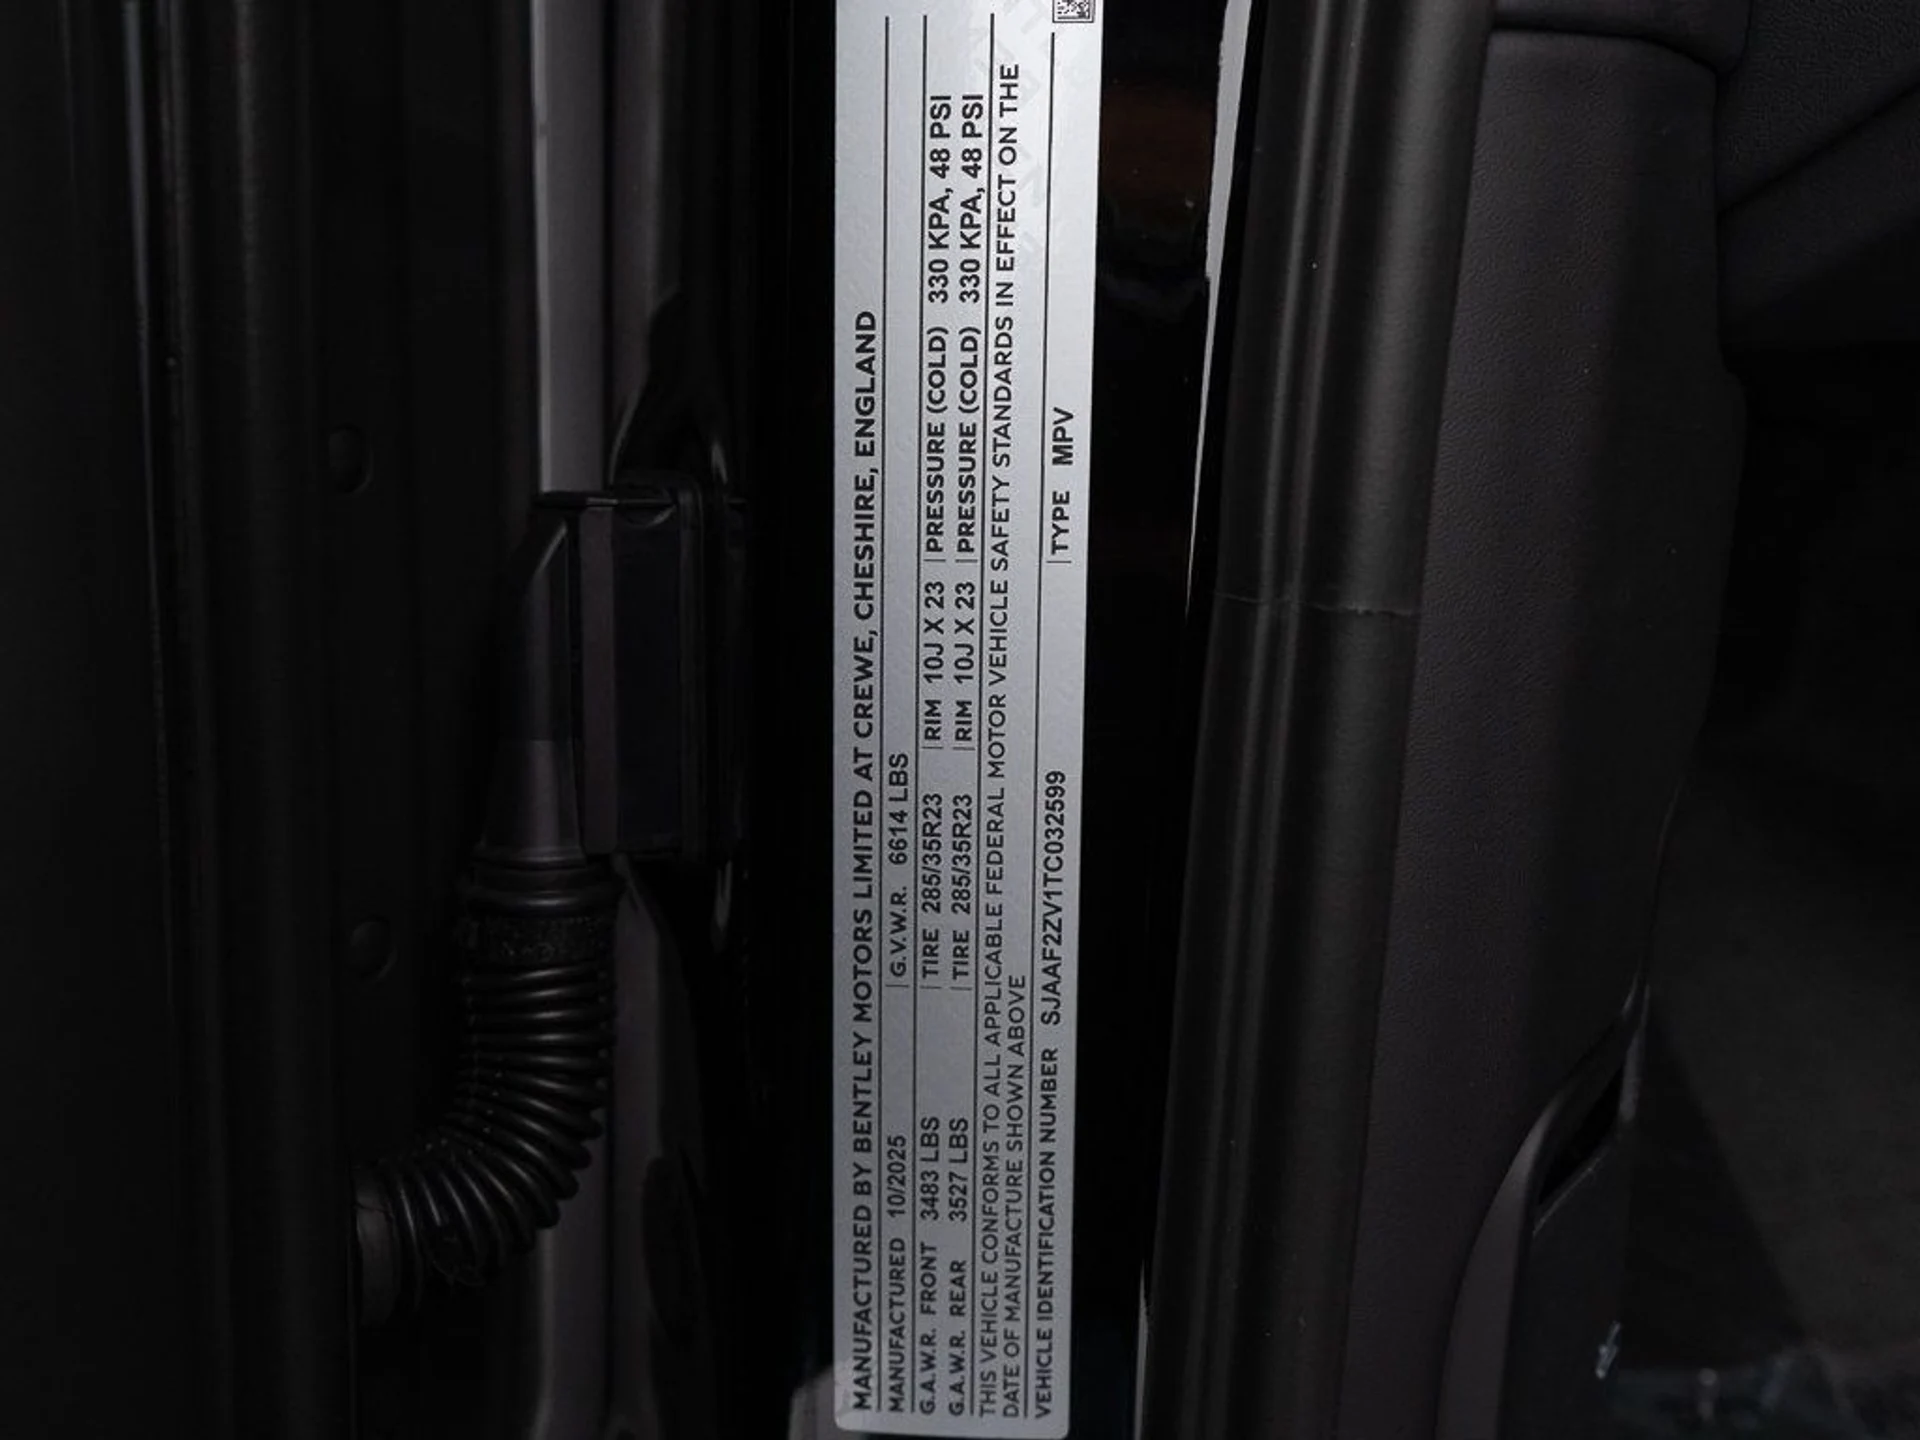 MANUFACTURED BY BENTLEY MOTORS LIMITED AT CREWE, CHESHIRE, ENGLAND
MANUFACTURED 10/2025 G.V.W.R. 6614 LBS
G.A.W.R. FRONT 3483 LBS TIRE 285/35R23 RIM 10J X 23 PRESSURE (COLD) 330 KPA, 48 PSI
G.A.W.R. REAR 3527 LBS TIRE 285/35R23 RIM 10J X 23 PRESSURE (COLD) 330 KPA, 48 PSI
THIS VEHICLE CONFORMS TO ALL APPLICABLE FEDERAL MOTOR VEHICLE SAFETY STANDARDS IN EFFECT ON THE
DATE OF MANUFACTURE SHOWN ABOVE
VEHICLE IDENTIFICATION NUMBER SJAAF2ZV1TC032599 TYPE MPV